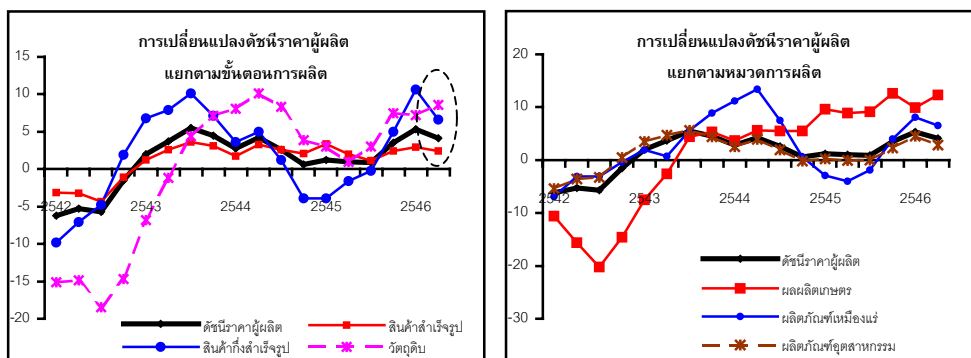 การเปลี่ยนแปลงดัชนีราคาผู้ผลิต
แยกตามขั้นตอนการผลิต
15
10
5
0
-5
-10
-15
-20
2542
2543
2544
2545
2546
ดัชนีราคาผู้ผลิต
สินค้าสำเร็จรูป
สินค้ากึ่งสำเร็จรูป
วัตถุดิบ
การเปลี่ยนแปลงดัชนีราคาผู้ผลิต
แยกตามหมวดการผลิต
20
10
0
-10
-20
-30
2542
2543
2544
2545
2546
ดัชนีราคาผู้ผลิต
ผลผลิตเกษตร
ผลิตภัณฑ์เหมืองแร่
ผลิตภัณฑ์อุตสาหกรรม